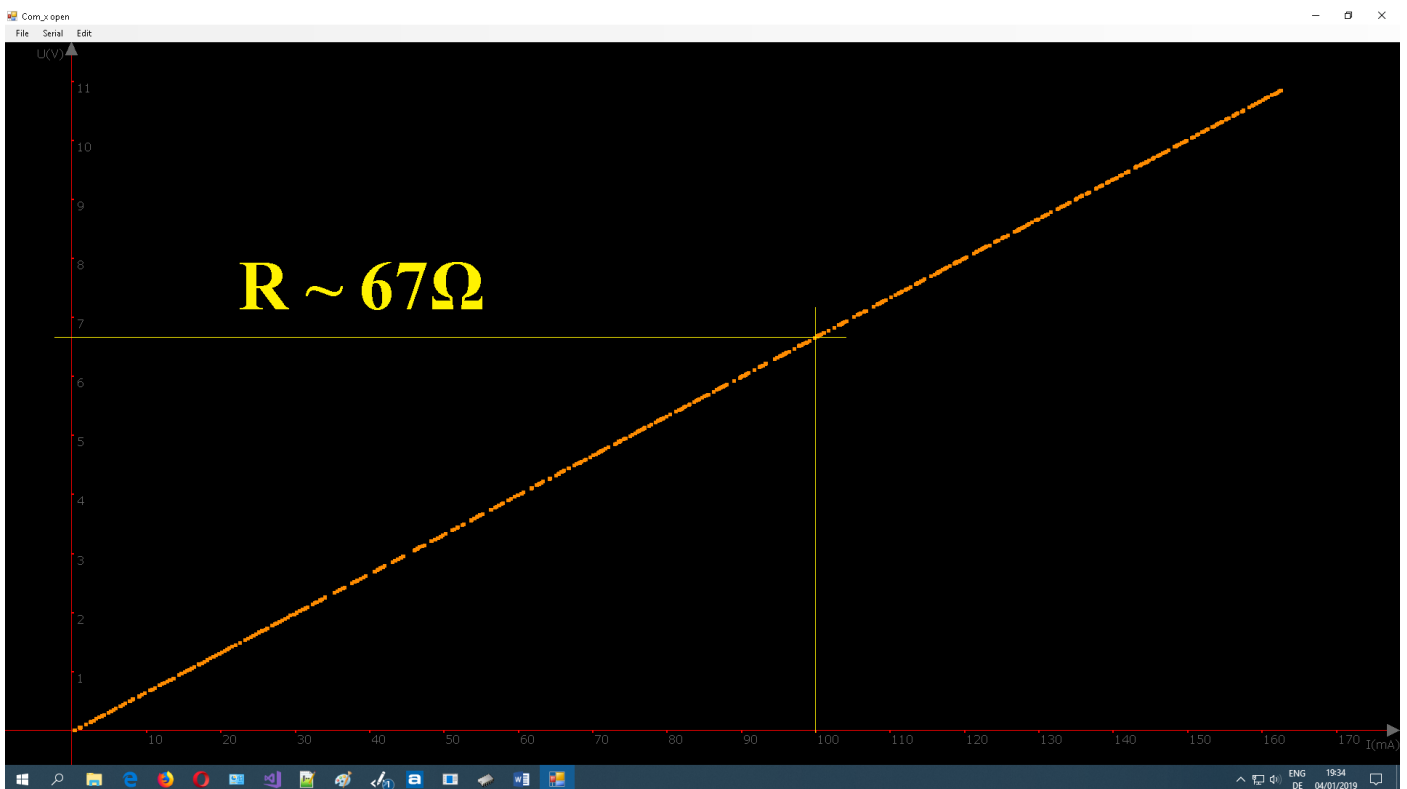 Com_x open
File Serial Edit
U(V)
11
10
9
8
R ~ 67Ω
7
6
5
4
3
2
1
10 20 30 40 50 60 70 80 90 100 110 120 130 140 150 160 170
I(mA)
ENG 19:34
DE 04/01/2019